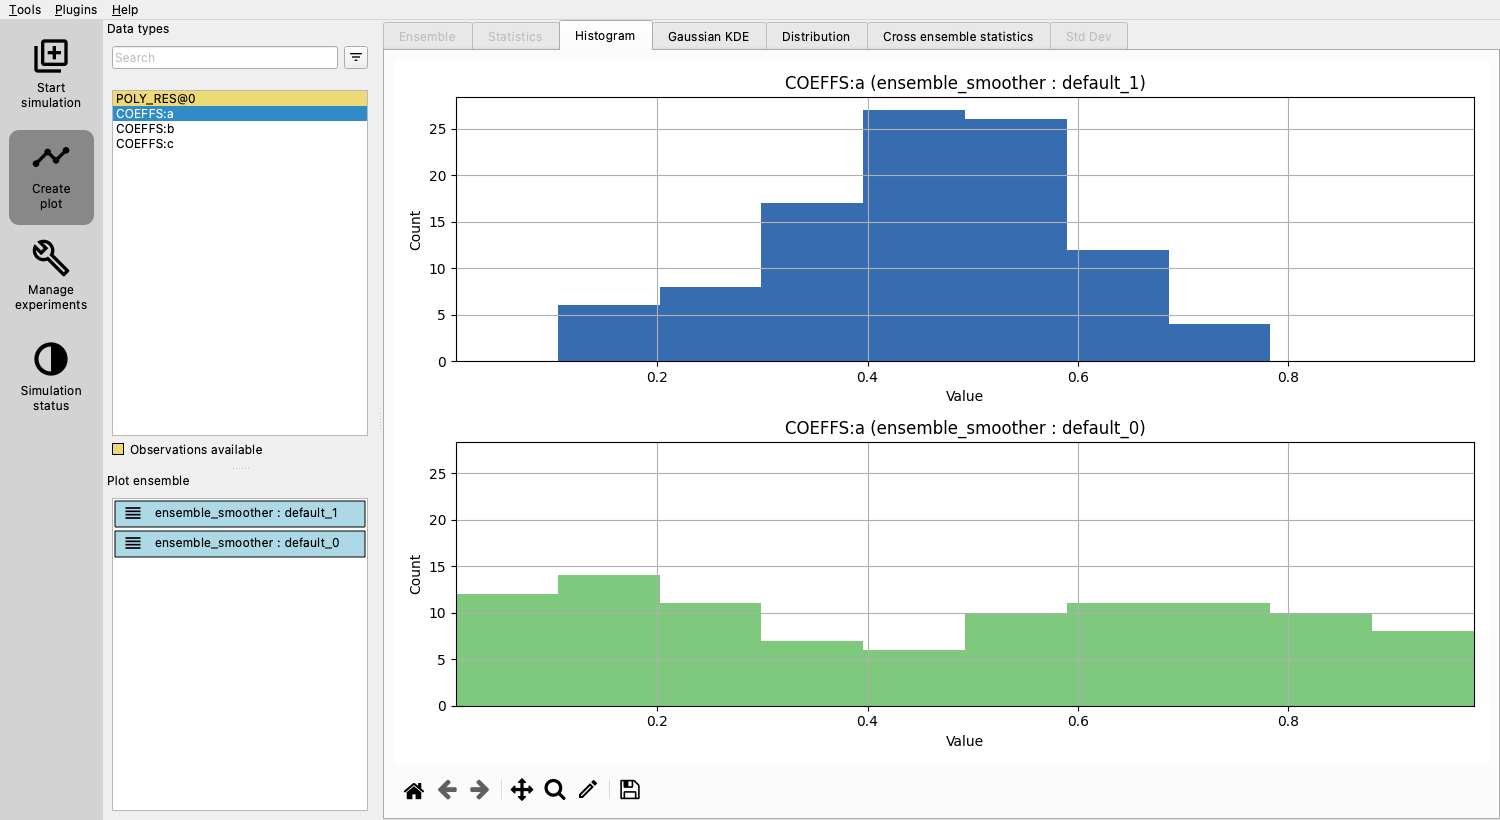 Tools Plugins Help
Start
simulation
Create
plot
Manage
experiments
Simulation
status
Data types
Search
POLY_RES@0
COEFFS:a
COEFFS:b
COEFFS:c
Observations available
Plot ensemble
ensemble_smoother : default_1
ensemble_smoother : default_0
Ensemble Statistics Histogram Gaussian KDE Distribution Cross ensemble statistics Std Dev
COEFFS:a (ensemble_smoother : default_1)
25
20
15
10
5
0
Count
0.2 0.4 0.6 0.8
Value
COEFFS:a (ensemble_smoother : default_0)
25
20
15
10
5
0
Count
0.2 0.4 0.6 0.8
Value